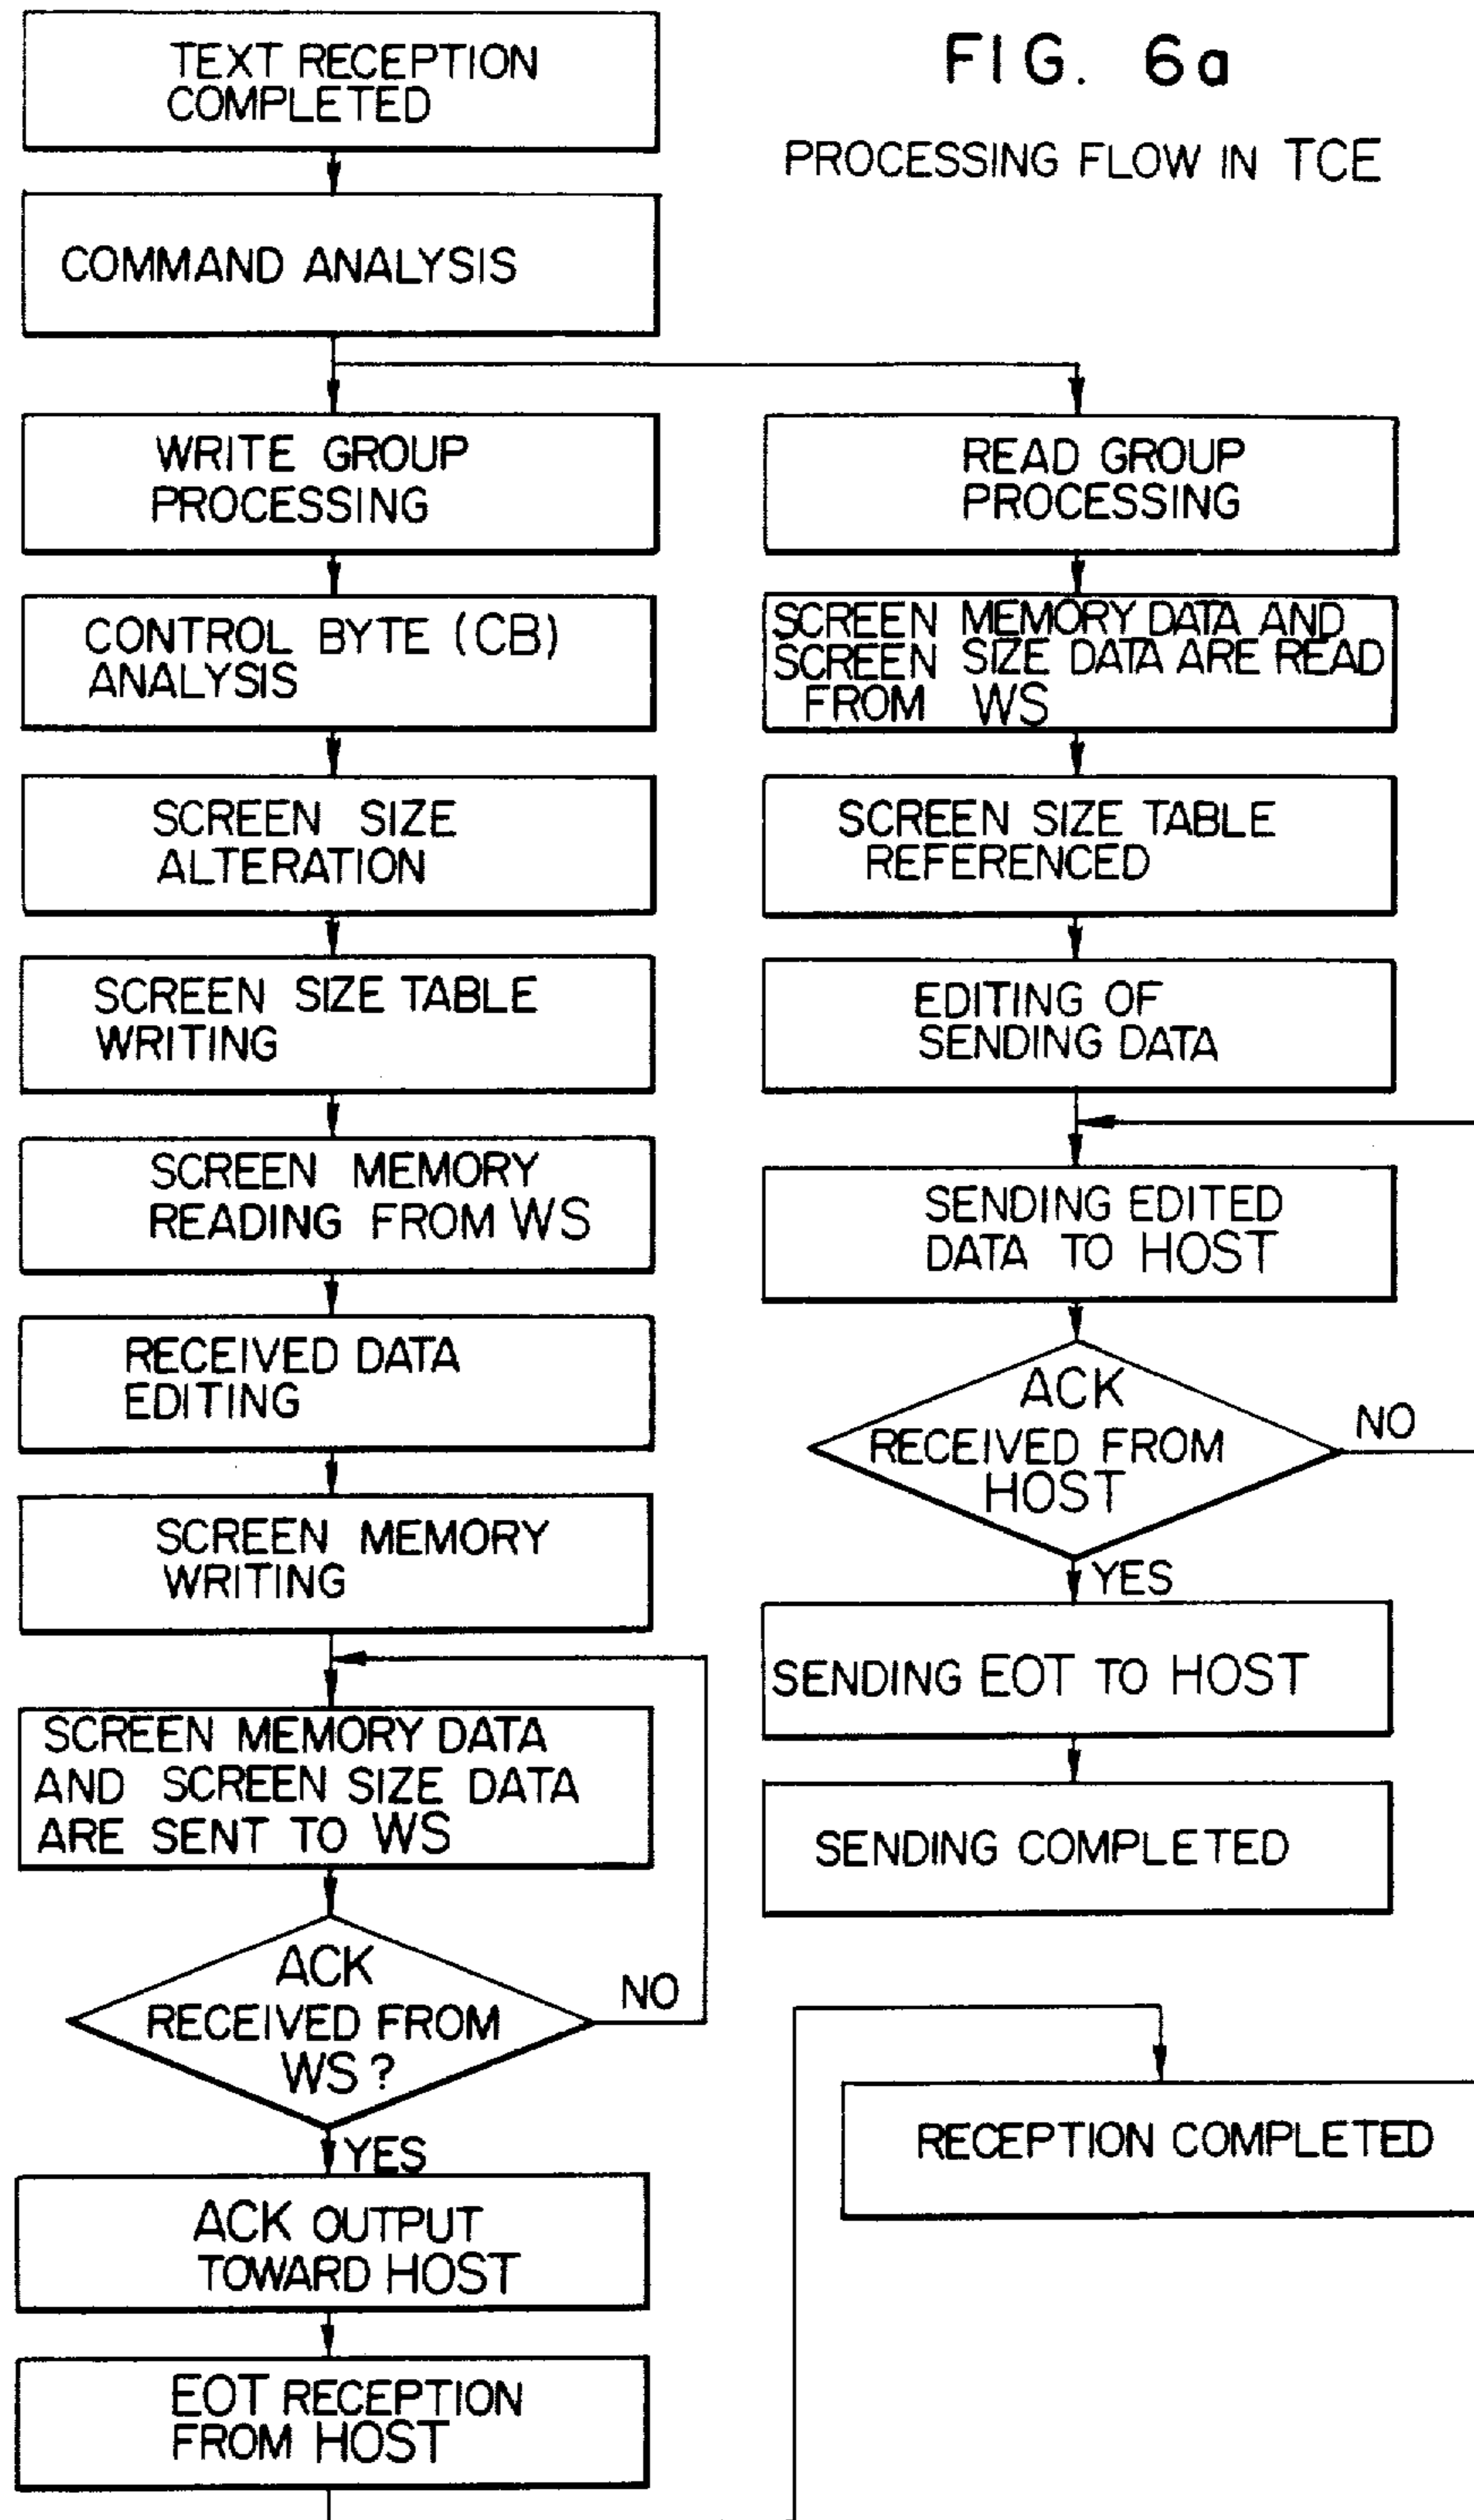 FIG. 6a
PROCESSING FLOW IN TCE
TEXT RECEPTION
COMPLETED
COMMAND ANALYSIS
WRITE GROUP
PROCESSING
CONTROL BYTE (CB)
ANALYSIS
SCREEN SIZE
ALTERATION
SCREEN SIZE TABLE
WRITING
SCREEN MEMORY
READING FROM WS
RECEIVED DATA
EDITING
SCREEN MEMORY
WRITING
SCREEN MEMORY DATA
AND SCREEN SIZE DATA
ARE SENT TO WS
ACK
RECEIVED FROM
WS?
NO
YES
ACK OUTPUT
TOWARD HOST
EOT RECEPTION
FROM HOST
READ GROUP
PROCESSING
SCREEN MEMORY DATA AND
SCREEN SIZE DATA ARE READ
FROM WS
SCREEN SIZE TABLE
REFERENCED
EDITING OF
SENDING DATA
SENDING EDITED
DATA TO HOST
ACK
RECEIVED FROM
HOST
NO
YES
SENDING EOT TO HOST
SENDING COMPLETED
RECEPTION COMPLETED